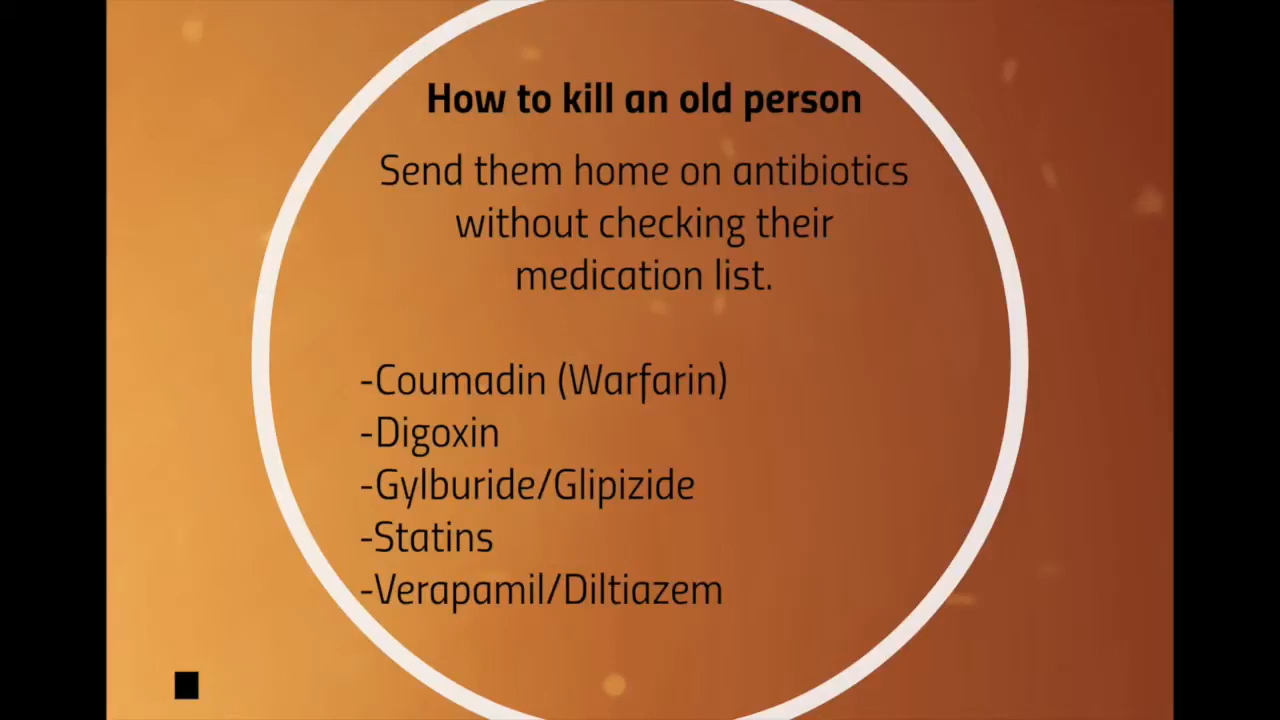 How to kill an old person
Send them home on antibiotics
without checking their
medication list.
-Coumadin (Warfarin)
-Digoxin
-Gylburide/Glipizide
-Statins
-Verapamil/Diltiazem